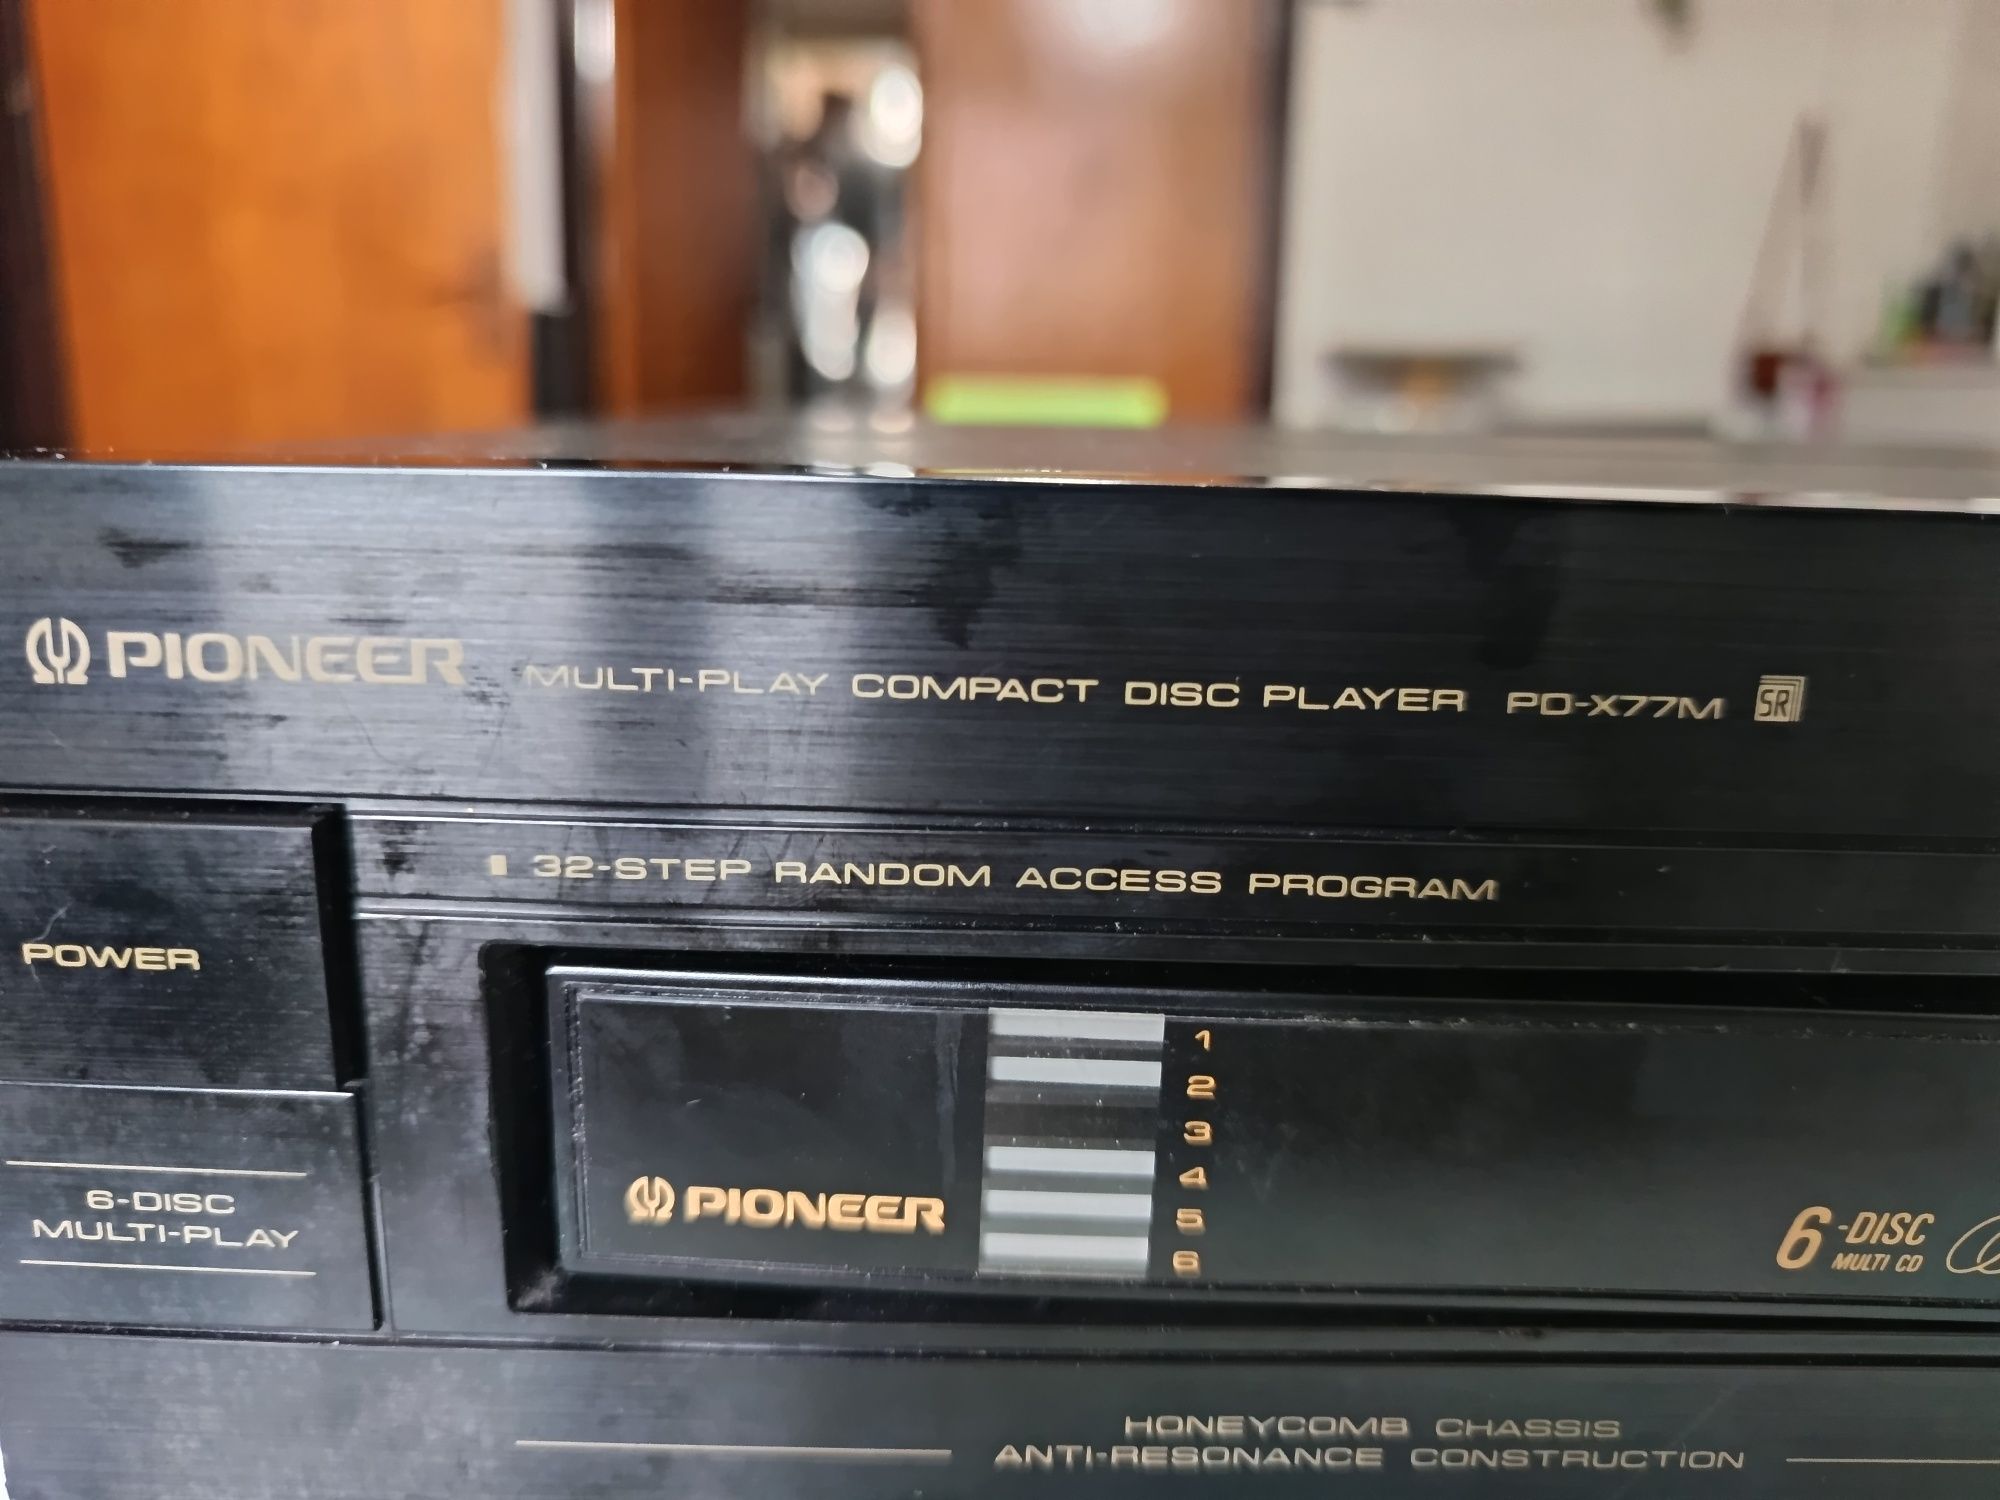 PIONEER MULTI-PLAY COMPACT DISC PLAYER PD-X77M SR
32-STEP RANDOM ACCESS PROGRAM
POWER
1
2
3
4
5
6
PIONEER
6-DISC
MULTI CD
6-DISC
MULTI-PLAY
HONEYCOMB CHASSIS
ANTI-RESONANCE CONSTRUCTION